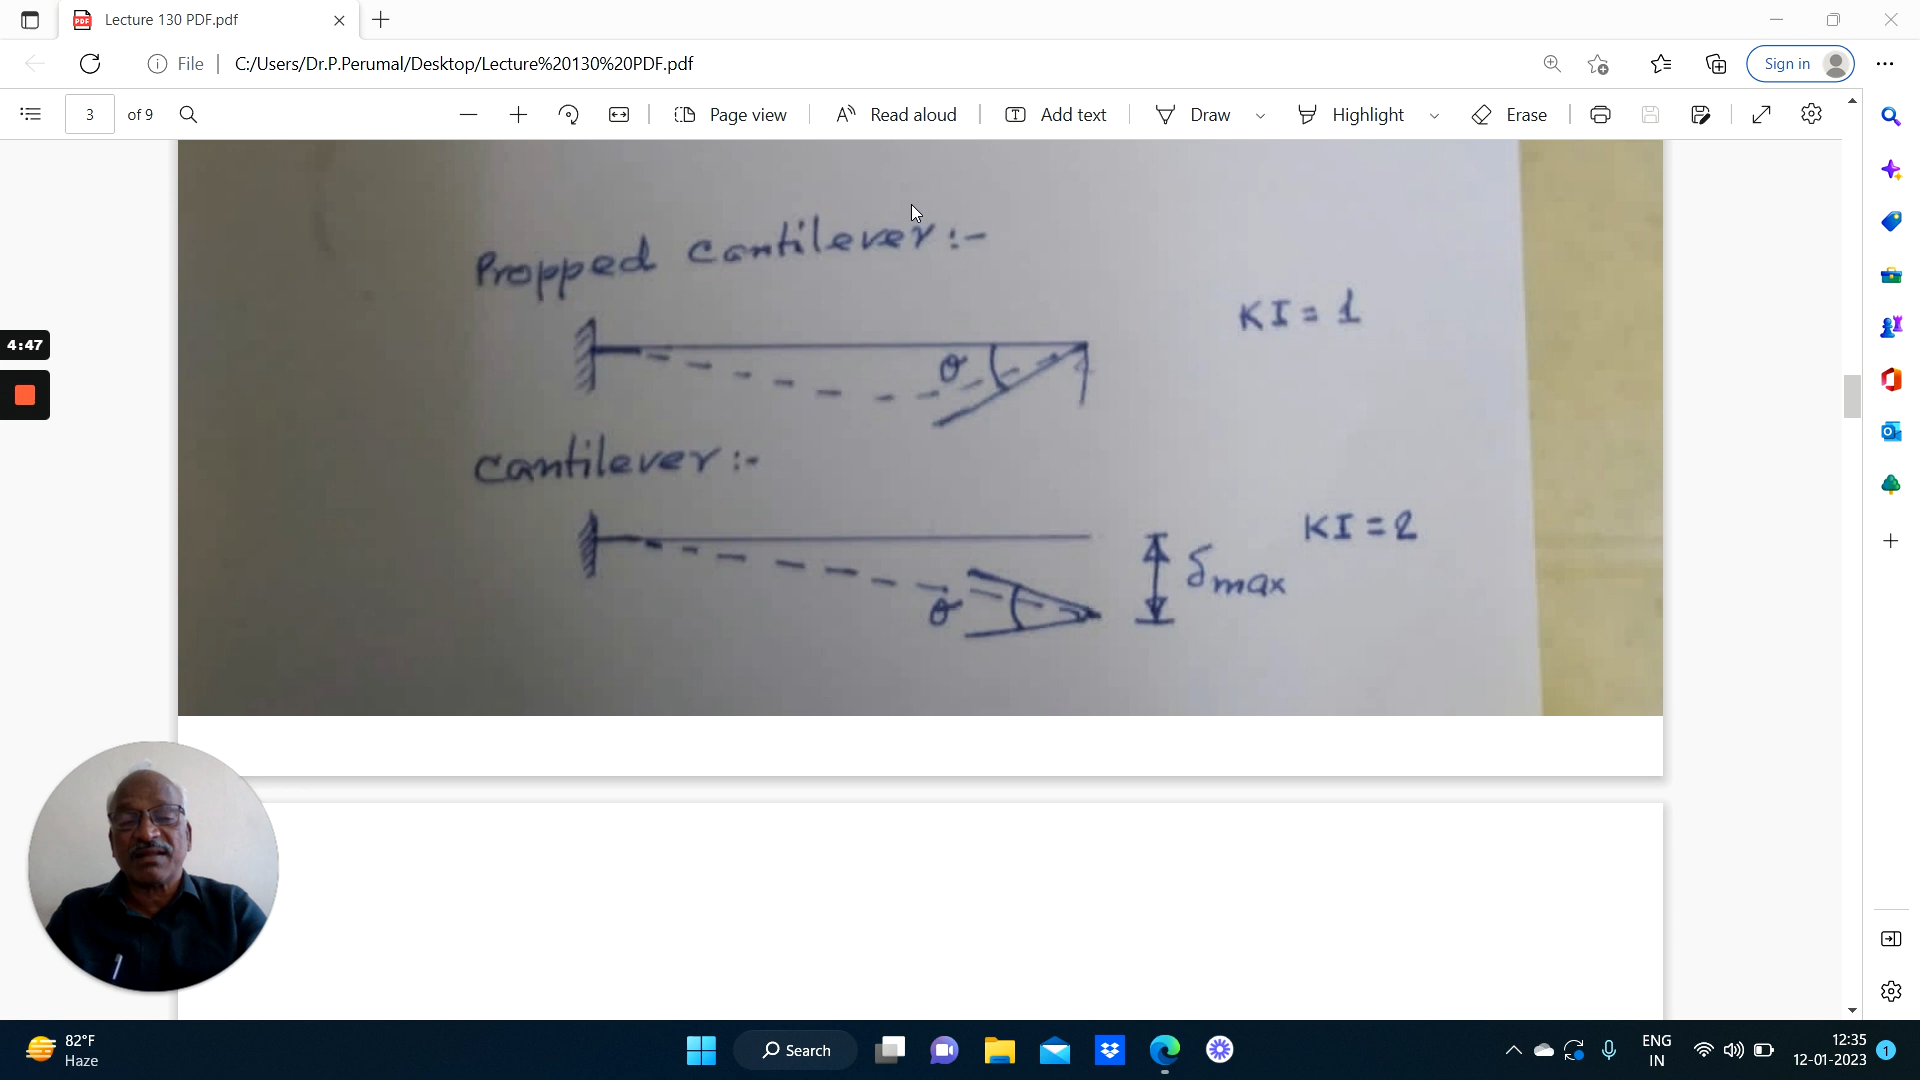 Lecture 130 PDF.pdf
File
C:/Users/Dr.P.Perumal/Desktop/Lecture%20130%20PDF.pdf
Sign in
3 of 9
Page view
Read aloud
Add text
Draw
Highlight
Erase
Propped cantilever :-
KI = 1
θ
4:47
cantilever :-
KI = 2
δmax
θ
82°F
Haze
Search
ENG
IN
12:35
12-01-2023
1